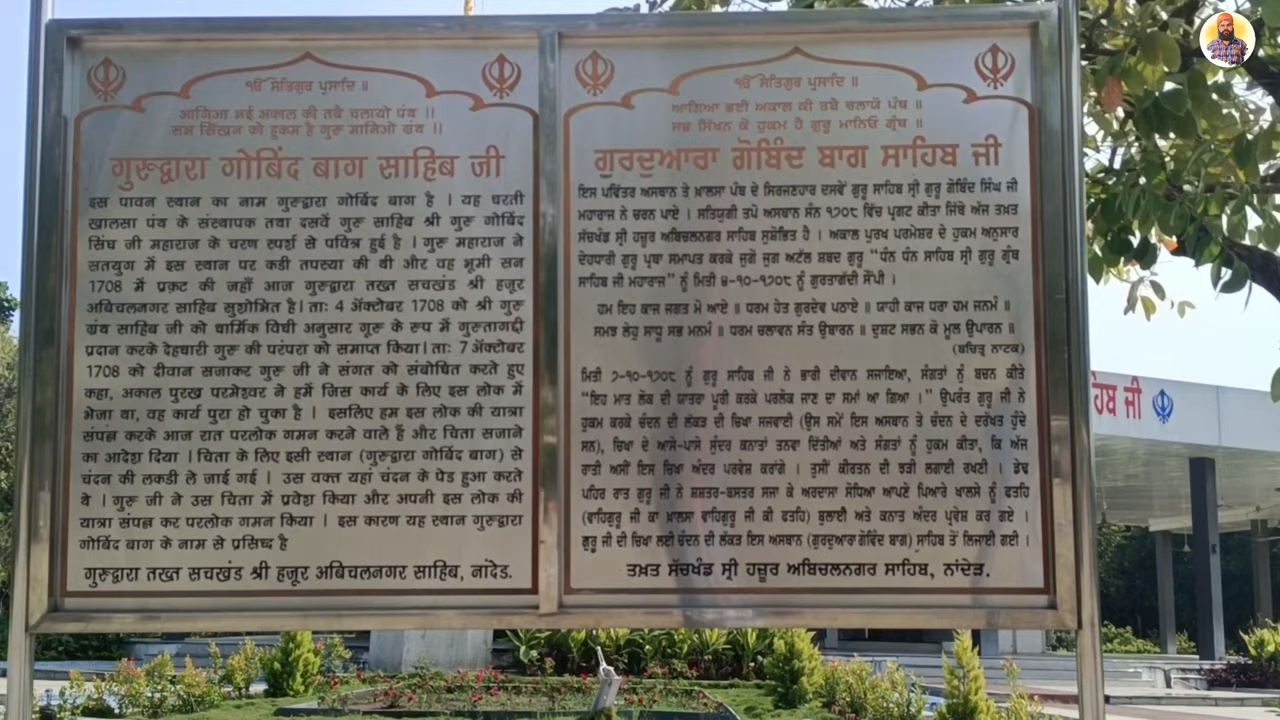 ੴ ਸਤਿਗੁਰ ਪ੍ਰਸਾਦਿ ॥
आगिआ भई अकाल की तबै चलायो पंथ ।।
सभ सिंखन को हुकम है गुरू मानिओ ग्रंथ ।।
गुरूद्वारा गोबिंद बाग साहिब जी
इस पावन स्थान का नाम गुरूद्वारा गोबिंद बाग है । यह धरती
खालसा पंथ के संस्थापक तथा दसवें गुरू साहिब श्री गुरू गोबिंद
सिंघ जी महाराज के चरण स्पर्श से पवित्र हुई है । गुरू महाराज ने
सतयुग में इस स्थान पर कडी तपस्या की थी और वह भूमी सन
1708 में प्रकट की जहाँ आज गुरूद्वारा तख्त सचखंड श्री हजूर
अबिचलनगर साहिब सुशोभित है। ताः 4 ॲक्टोबर 1708 को श्री गुरू
ग्रंथ साहिब जी को धार्मिक विधी अनुसार गुरू के रूप में गुरूतागद्दी
प्रदान करके देहधारी गुरू की परंपरा को समाप्त किया। ताः 7 ॲक्टोबर
1708 को दीवान सजाकर गुरू जी ने संगत को संबोधित करते हुए
कहा, अकाल पुरख परमेश्वर ने हमें जिस कार्य के लिए इस लोक में
भेजा था, वह कार्य पुरा हो चुका है । इसलिए हम इस लोक की यात्रा
संपन्न करके आज रात परलोक गमन करने वाले हैं और चिता सजाने
का आदेश दिया । चिता के लिए इसी स्थान (गुरूद्वारा गोबिंद बाग) से
चंदन की लकडी ले जाई गई । उस वक्त यहां चंदन के पेड हुआ करते
थे । गुरू जी ने उस चिता में प्रवेश किया और अपनी इस लोक की
यात्रा संपन्न कर परलोक गमन किया । इस कारण यह स्थान गुरूद्वारा
गोबिंद बाग के नाम से प्रसिध्द है
गुरूद्वारा तख्त सचखंड श्री हजूर अबिचलनगर साहिब, नांदेड.
ੴ ਸਤਿਗੁਰ ਪ੍ਰਸਾਦਿ ॥
ਆਗਿਆ ਭਈ ਅਕਾਲ ਕੀ ਤਬੈ ਚਲਾਯੋ ਪੰਥ ॥
ਸਭ ਸਿੱਖਨ ਕੋ ਹੁਕਮ ਹੈ ਗੁਰੂ ਮਾਨਿਓ ਗ੍ਰੰਥ ॥
ਗੁਰਦੁਆਰਾ ਗੋਬਿੰਦ ਬਾਗ ਸਾਹਿਬ ਜੀ
ਇਸ ਪਵਿੱਤਰ ਅਸਥਾਨ ਤੇ ਖ਼ਾਲਸਾ ਪੰਥ ਦੇ ਸਿਰਜਣਹਾਰ ਦਸਵੇਂ ਗੁਰੂ ਸਾਹਿਬ ਸ੍ਰੀ ਗੁਰੂ ਗੋਬਿੰਦ ਸਿੰਘ ਜੀ
ਮਹਾਰਾਜ ਨੇ ਚਰਨ ਪਾਏ । ਸਤਿਯੁਗੀ ਤਪੋ ਅਸਥਾਨ ਸੰਨ ੧੭੦੮ ਵਿੱਚ ਪ੍ਰਗਟ ਕੀਤਾ ਜਿੱਥੇ ਅੱਜ ਤਖ਼ਤ
ਸੱਚਖੰਡ ਸ੍ਰੀ ਹਜ਼ੂਰ ਅਬਿਚਲਨਗਰ ਸਾਹਿਬ ਸੁਸ਼ੋਭਿਤ ਹੈ । ਅਕਾਲ ਪੁਰਖ ਪਰਮੇਸ਼ਰ ਦੇ ਹੁਕਮ ਅਨੁਸਾਰ
ਦੇਹਧਾਰੀ ਗੁਰੂ ਪ੍ਰਥਾ ਸਮਾਪਤ ਕਰਕੇ ਜੁਗੋ ਜੁਗ ਅਟੱਲ ਸ਼ਬਦ ਗੁਰੂ “ਧੰਨ ਧੰਨ ਸਾਹਿਬ ਸ੍ਰੀ ਗੁਰੂ ਗ੍ਰੰਥ
ਸਾਹਿਬ ਜੀ ਮਹਾਰਾਜ” ਨੂੰ ਮਿਤੀ ੪-੧੦-੧੭੦੮ ਨੂੰ ਗੁਰਤਾਗੱਦੀ ਸੌਂਪੀ ।
ਹਮ ਇਹ ਕਾਜ ਜਗਤ ਮੋ ਆਏ ॥ ਧਰਮ ਹੇਤ ਗੁਰਦੇਵ ਪਠਾਏ ॥ ਯਾਹੀ ਕਾਜ ਧਰਾ ਹਮ ਜਨਮੰ ॥
ਸਮਝ ਲੇਹੁ ਸਾਧੂ ਸਭ ਮਨਮੰ ॥ ਧਰਮ ਚਲਾਵਨ ਸੰਤ ਉਬਾਰਨ ॥ ਦੁਸ਼ਟ ਸਭਨ ਕੋ ਮੂਲ ਉਪਾਰਨ ॥
(ਬਚਿਤ੍ਰ ਨਾਟਕ)
ਮਿਤੀ ੭-੧੦-੧੭੦੮ ਨੂੰ ਗੁਰੂ ਸਾਹਿਬ ਜੀ ਨੇ ਭਾਰੀ ਦੀਵਾਨ ਸਜਾਇਆ, ਸੰਗਤਾਂ ਨੂੰ ਬਚਨ ਕੀਤੇ
“ਇਹ ਮਾਤ ਲੋਕ ਦੀ ਯਾਤਰਾ ਪੂਰੀ ਕਰਕੇ ਪਰਲੋਕ ਜਾਣ ਦਾ ਸਮਾਂ ਆ ਗਿਆ ।” ਉਪਰੰਤ ਗੁਰੂ ਜੀ ਨੇ
ਹੁਕਮ ਕਰਕੇ ਚੰਦਨ ਦੀ ਲੱਕੜ ਦੀ ਚਿਖਾ ਸਜਵਾਈ (ਉਸ ਸਮੇਂ ਇਸ ਅਸਥਾਨ ਤੇ ਚੰਦਨ ਦੇ ਦਰੱਖਤ ਹੁੰਦੇ
ਸਨ), ਚਿਖਾ ਦੇ ਆਸੇ-ਪਾਸੇ ਸੁੰਦਰ ਕਨਾਤਾਂ ਤਨਵਾ ਦਿੱਤੀਆਂ ਅਤੇ ਸੰਗਤਾਂ ਨੂੰ ਹੁਕਮ ਕੀਤਾ, ਕਿ ਅੱਜ
ਰਾਤੀ ਅਸੀਂ ਇਸ ਚਿਖਾ ਅੰਦਰ ਪਰਵੇਸ਼ ਕਰਾਂਗੇ । ਤੁਸੀਂ ਕੀਰਤਨ ਦੀ ਝੜੀ ਲਗਾਈ ਰਖਣੀ । ਡੇਢ
ਪਹਿਰ ਰਾਤ ਗੁਰੂ ਜੀ ਨੇ ਸ਼ਸ਼ਤਰ-ਬਸਤਰ ਸਜਾ ਕੇ ਅਰਦਾਸਾ ਸੋਧਿਆ ਆਪਣੇ ਪਿਆਰੇ ਖਾਲਸੇ ਨੂੰ ਫਤਹਿ
(ਵਾਹਿਗੁਰੂ ਜੀ ਕਾ ਖ਼ਾਲਸਾ ਵਾਹਿਗੁਰੂ ਜੀ ਕੀ ਫਤਹਿ) ਬੁਲਾਈ ਅਤੇ ਕਨਾਤ ਅੰਦਰ ਪ੍ਰਵੇਸ਼ ਕਰ ਗਏ ।
ਗੁਰੂ ਜੀ ਦੀ ਚਿਖਾ ਲਈ ਚੰਦਨ ਦੀ ਲੱਕੜ ਇਸ ਅਸਥਾਨ (ਗੁਰਦੁਆਰਾ ਗੋਵਿੰਦ ਬਾਗ) ਸਾਹਿਬ ਤੋਂ ਲਿਜਾਈ ਗਈ ।
ਤਖ਼ਤ ਸੱਚਖੰਡ ਸ੍ਰੀ ਹਜ਼ੂਰ ਅਬਿਚਲਨਗਰ ਸਾਹਿਬ, ਨਾਂਦੇੜ.
ਜੀ